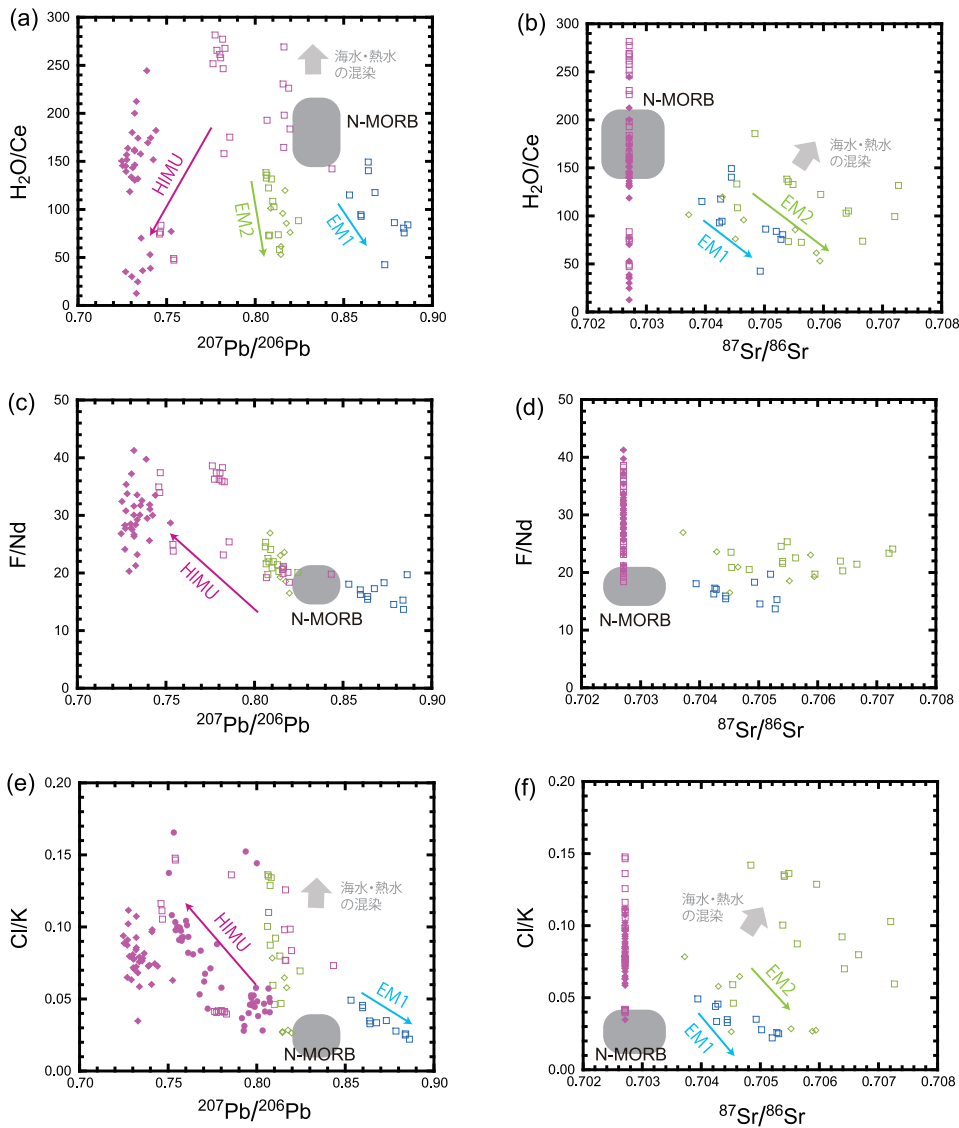 (a)
300
250
200
150
100
50
0
H₂O/Ce
海水・熱水
の混染
N-MORB
HIMU
EM2
EM1
0.70
0.75
0.80
0.85
0.90
²⁰⁷Pb/²⁰⁶Pb
(b)
300
250
200
150
100
50
0
H₂O/Ce
N-MORB
海水・熱水
の混染
EM2
EM1
0.702
0.703
0.704
0.705
0.706
0.707
0.708
⁸⁷Sr/⁸⁶Sr
(c)
50
40
30
20
10
0
F/Nd
HIMU
N-MORB
0.70
0.75
0.80
0.85
0.90
²⁰⁷Pb/²⁰⁶Pb
(d)
50
40
30
20
10
0
F/Nd
N-MORB
0.702
0.703
0.704
0.705
0.706
0.707
0.708
⁸⁷Sr/⁸⁶Sr
(e)
0.20
0.15
0.10
0.05
0.00
Cl/K
海水・熱水
の混染
HIMU
EM1
N-MORB
0.70
0.75
0.80
0.85
0.90
²⁰⁷Pb/²⁰⁶Pb
(f)
0.20
0.15
0.10
0.05
0.00
Cl/K
海水・熱水
の混染
EM2
EM1
N-MORB
0.702
0.703
0.704
0.705
0.706
0.707
0.708
⁸⁷Sr/⁸⁶Sr